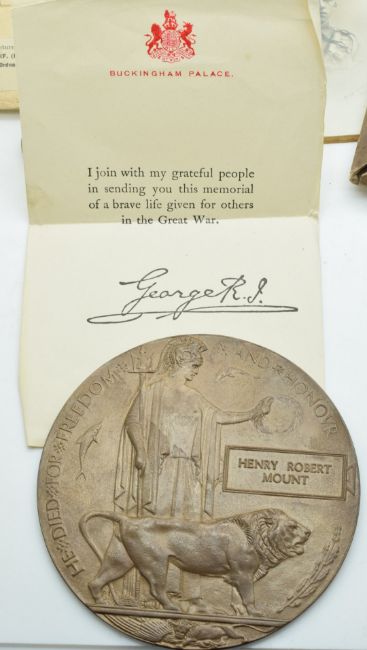 BUCKINGHAM PALACE.
I join with my grateful people
in sending you this memorial
of a brave life given for others
in the Great War.
George R.I.
HE DIED FOR FREEDOM AND HONOUR
HENRY ROBERT
MOUNT